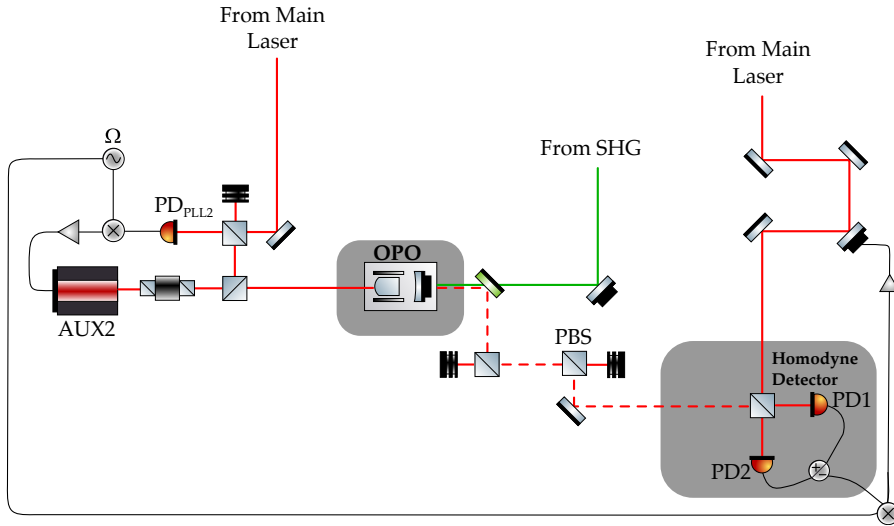 From Main
Laser
From Main
Laser
Ω
From SHG
PD_PLL2
OPO
AUX2
PBS
Homodyne
Detector
PD1
PD2